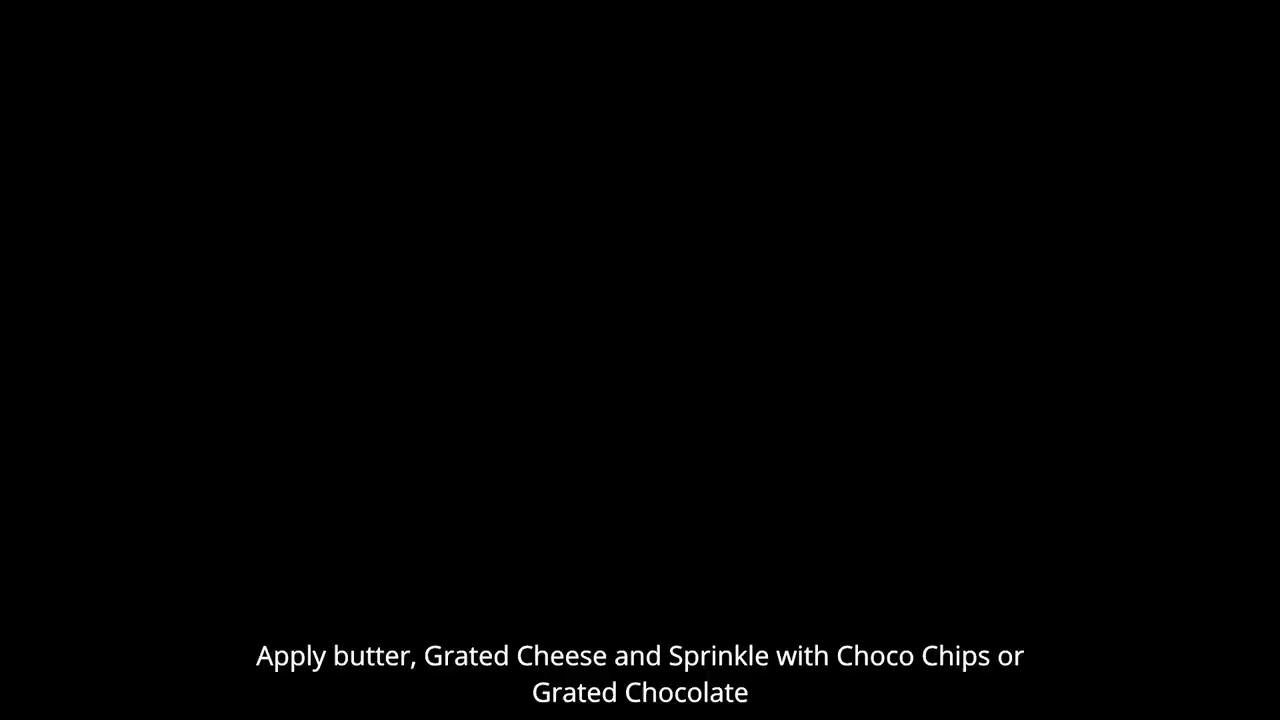 Apply butter, Grated Cheese and Sprinkle with Choco Chips or
Grated Chocolate